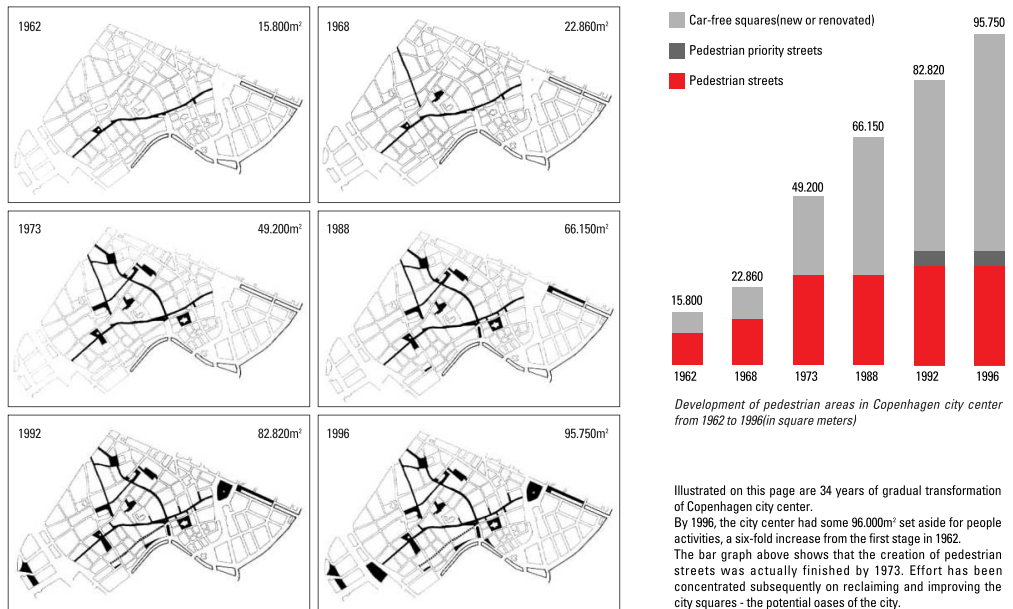 1962 15.800m²
1968 22.860m²
1973 49.200m²
1988 66.150m²
1992 82.820m²
1996 95.750m²
Car-free squares(new or renovated)
Pedestrian priority streets
Pedestrian streets
15.800
22.860
49.200
66.150
82.820
95.750
1962 1968 1973 1988 1992 1996
Development of pedestrian areas in Copenhagen city center
from 1962 to 1996(in square meters)
Illustrated on this page are 34 years of gradual transformation
of Copenhagen city center.
By 1996, the city center had some 96.000m² set aside for people
activities, a six-fold increase from the first stage in 1962.
The bar graph above shows that the creation of pedestrian
streets was actually finished by 1973. Effort has been
concentrated subsequently on reclaiming and improving the
city squares - the potential oases of the city.